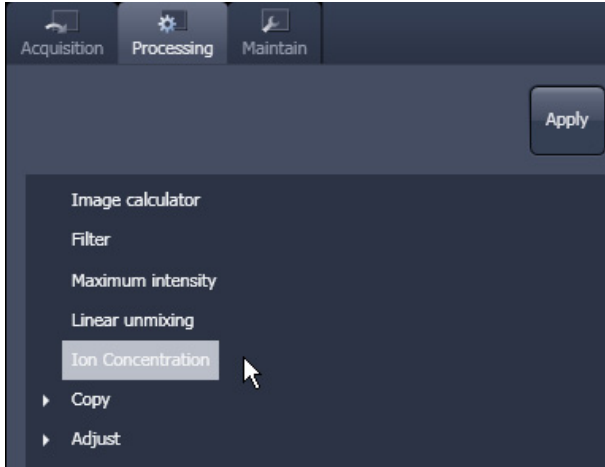 Acquisition Processing Maintain
Apply
Image calculator
Filter
Maximum intensity
Linear unmixing
Ion Concentration
Copy
Adjust